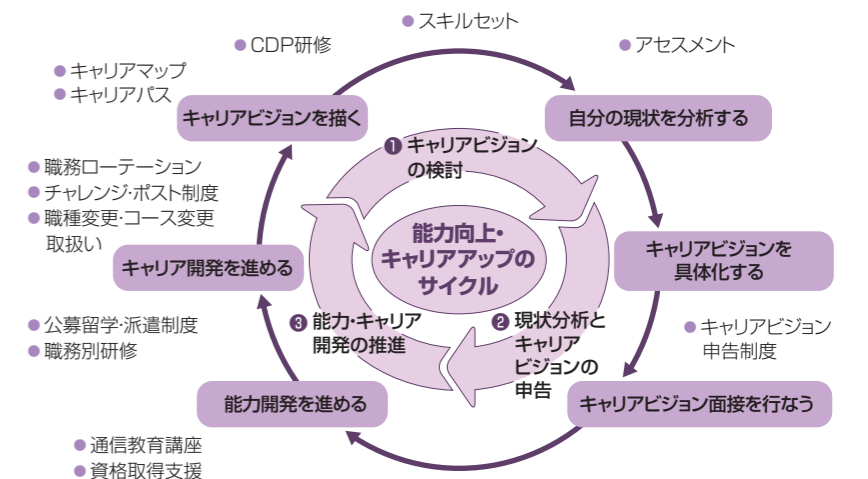 ●スキルセット
●CDP研修
●アセスメント
●キャリアマップ
●キャリアパス
キャリアビジョンを描く
自分の現状を分析する
❶キャリアビジョン
の検討
●職務ローテーション
●チャレンジ・ポスト制度
●職種変更・コース変更
取扱い
能力向上・
キャリアアップの
サイクル
キャリアビジョンを
具体化する
キャリア開発を進める
❸能力・キャリア
開発の推進
❷現状分析と
キャリア
ビジョンの
申告
●公募留学・派遣制度
●職務別研修
●キャリアビジョン
申告制度
能力開発を進める
キャリアビジョン面接を行なう
●通信教育講座
●資格取得支援